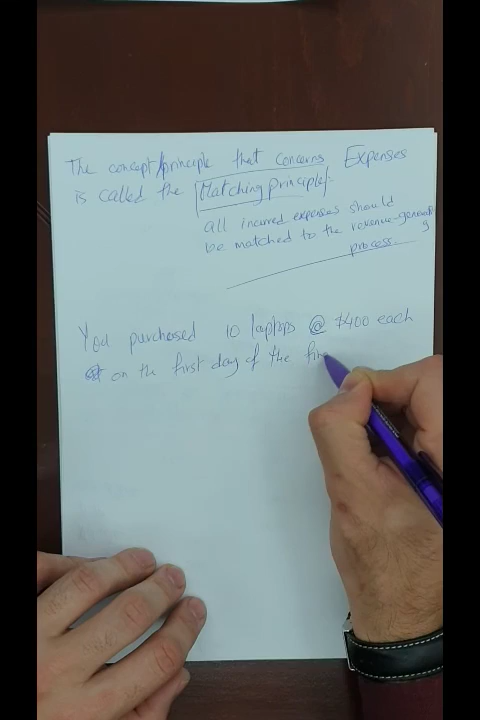 The concept/principle that concerns Expenses
is called the Matching principle
all incurred expenses should
be matched to the revenue-generating
process.
You purchased 10 laptops @ $400 each
on the first day of the